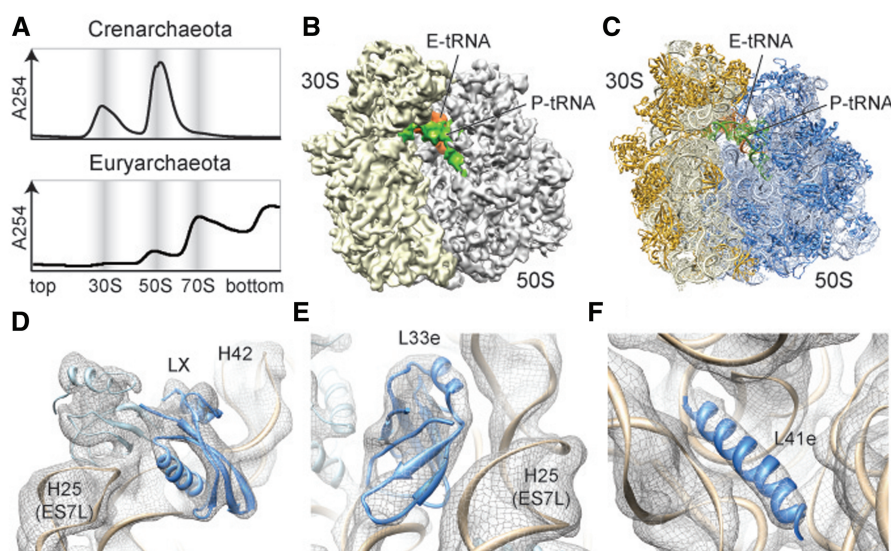 A
Crenarchaeota
A254
Euryarchaeota
A254
top 30S 50S 70S bottom
B
E-tRNA
30S
P-tRNA
50S
C
E-tRNA
30S
P-tRNA
50S
D
LX
H42
H25
(ES7L)
E
L33e
H25
(ES7L)
F
L41e